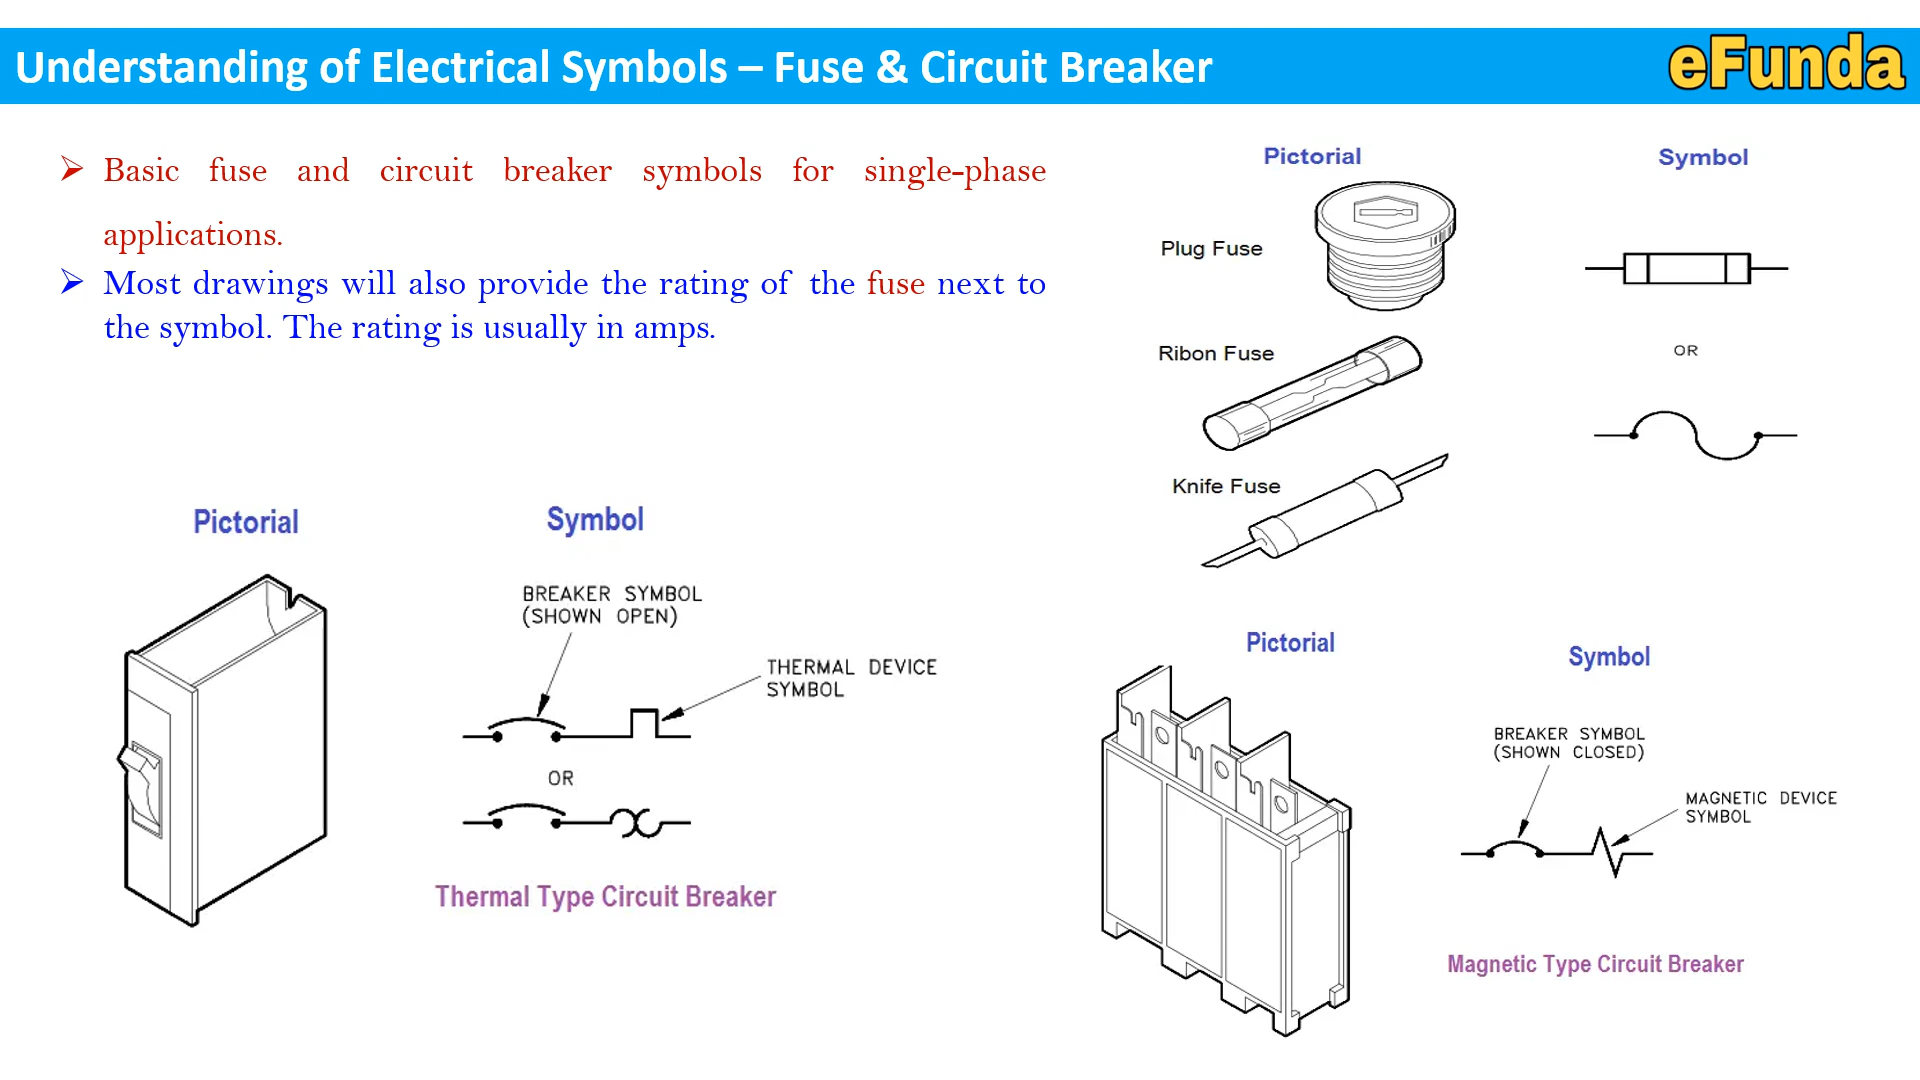 Understanding of Electrical Symbols – Fuse & Circuit Breaker
eFunda
Basic fuse and circuit breaker symbols for single-phase
applications.
Most drawings will also provide the rating of the fuse next to
the symbol. The rating is usually in amps.
Pictorial
Symbol
Plug Fuse
Ribon Fuse
OR
Knife Fuse
Pictorial
Symbol
BREAKER SYMBOL
(SHOWN OPEN)
THERMAL DEVICE
SYMBOL
OR
Thermal Type Circuit Breaker
Pictorial
Symbol
BREAKER SYMBOL
(SHOWN CLOSED)
MAGNETIC DEVICE
SYMBOL
Magnetic Type Circuit Breaker